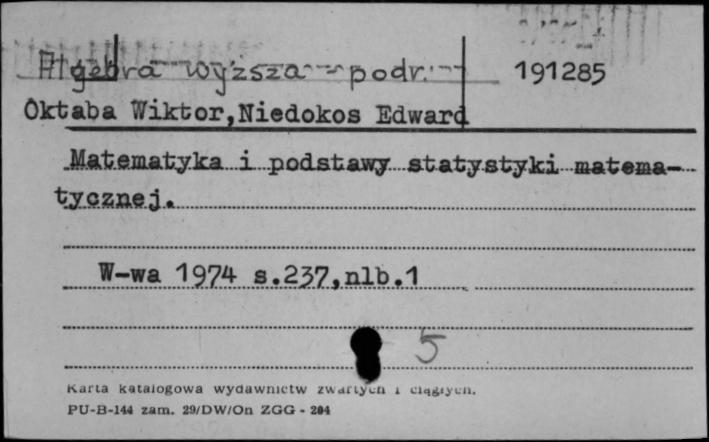 Algebra wyższa - podr. 191285
Oktaba Wiktor,Niedokos Edward
Matematyka i podstawy statystyki matema-
tycznej.
W-wa 1974 s.237,nlb.1
5
Karta katalogowa wydawnictw zwartych i ciągłych.
PU-B-144 zam. 29/DW/On ZGG - 204